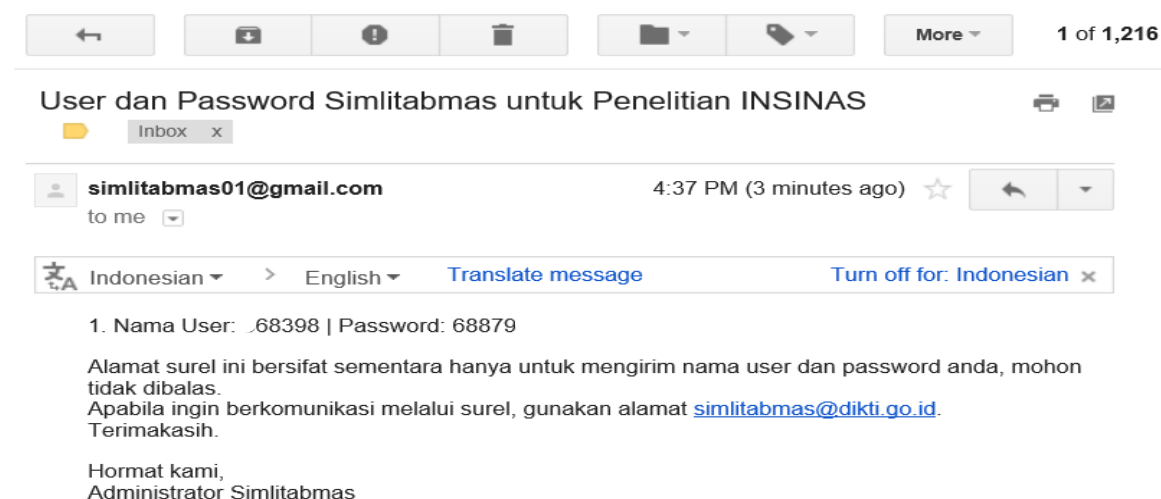 More
1 of 1,216
User dan Password Simlitabmas untuk Penelitian INSINAS
Inbox x
simlitabmas01@gmail.com 4:37 PM (3 minutes ago)
to me
Indonesian > English Translate message Turn off for: Indonesian x
1. Nama User: 68398 | Password: 68879
Alamat surel ini bersifat sementara hanya untuk mengirim nama user dan password anda, mohon
tidak dibalas.
Apabila ingin berkomunikasi melalui surel, gunakan alamat simlitabmas@dikti.go.id.
Terimakasih.
Hormat kami,
Administrator Simlitabmas